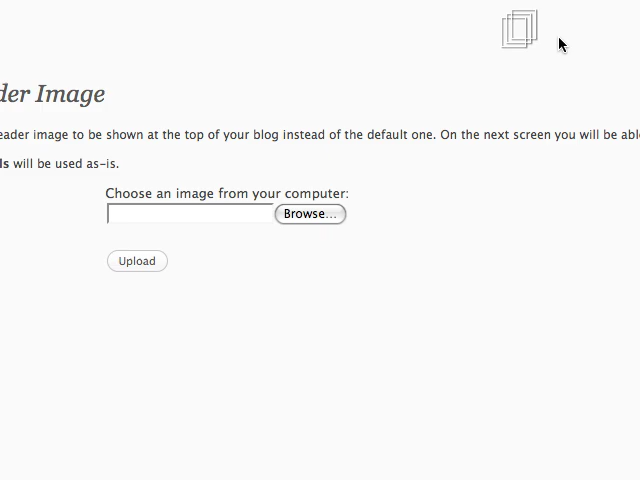 der Image
eader image to be shown at the top of your blog instead of the default one. On the next screen you will be abl
ls will be used as-is.
Choose an image from your computer:
Browse...
Upload